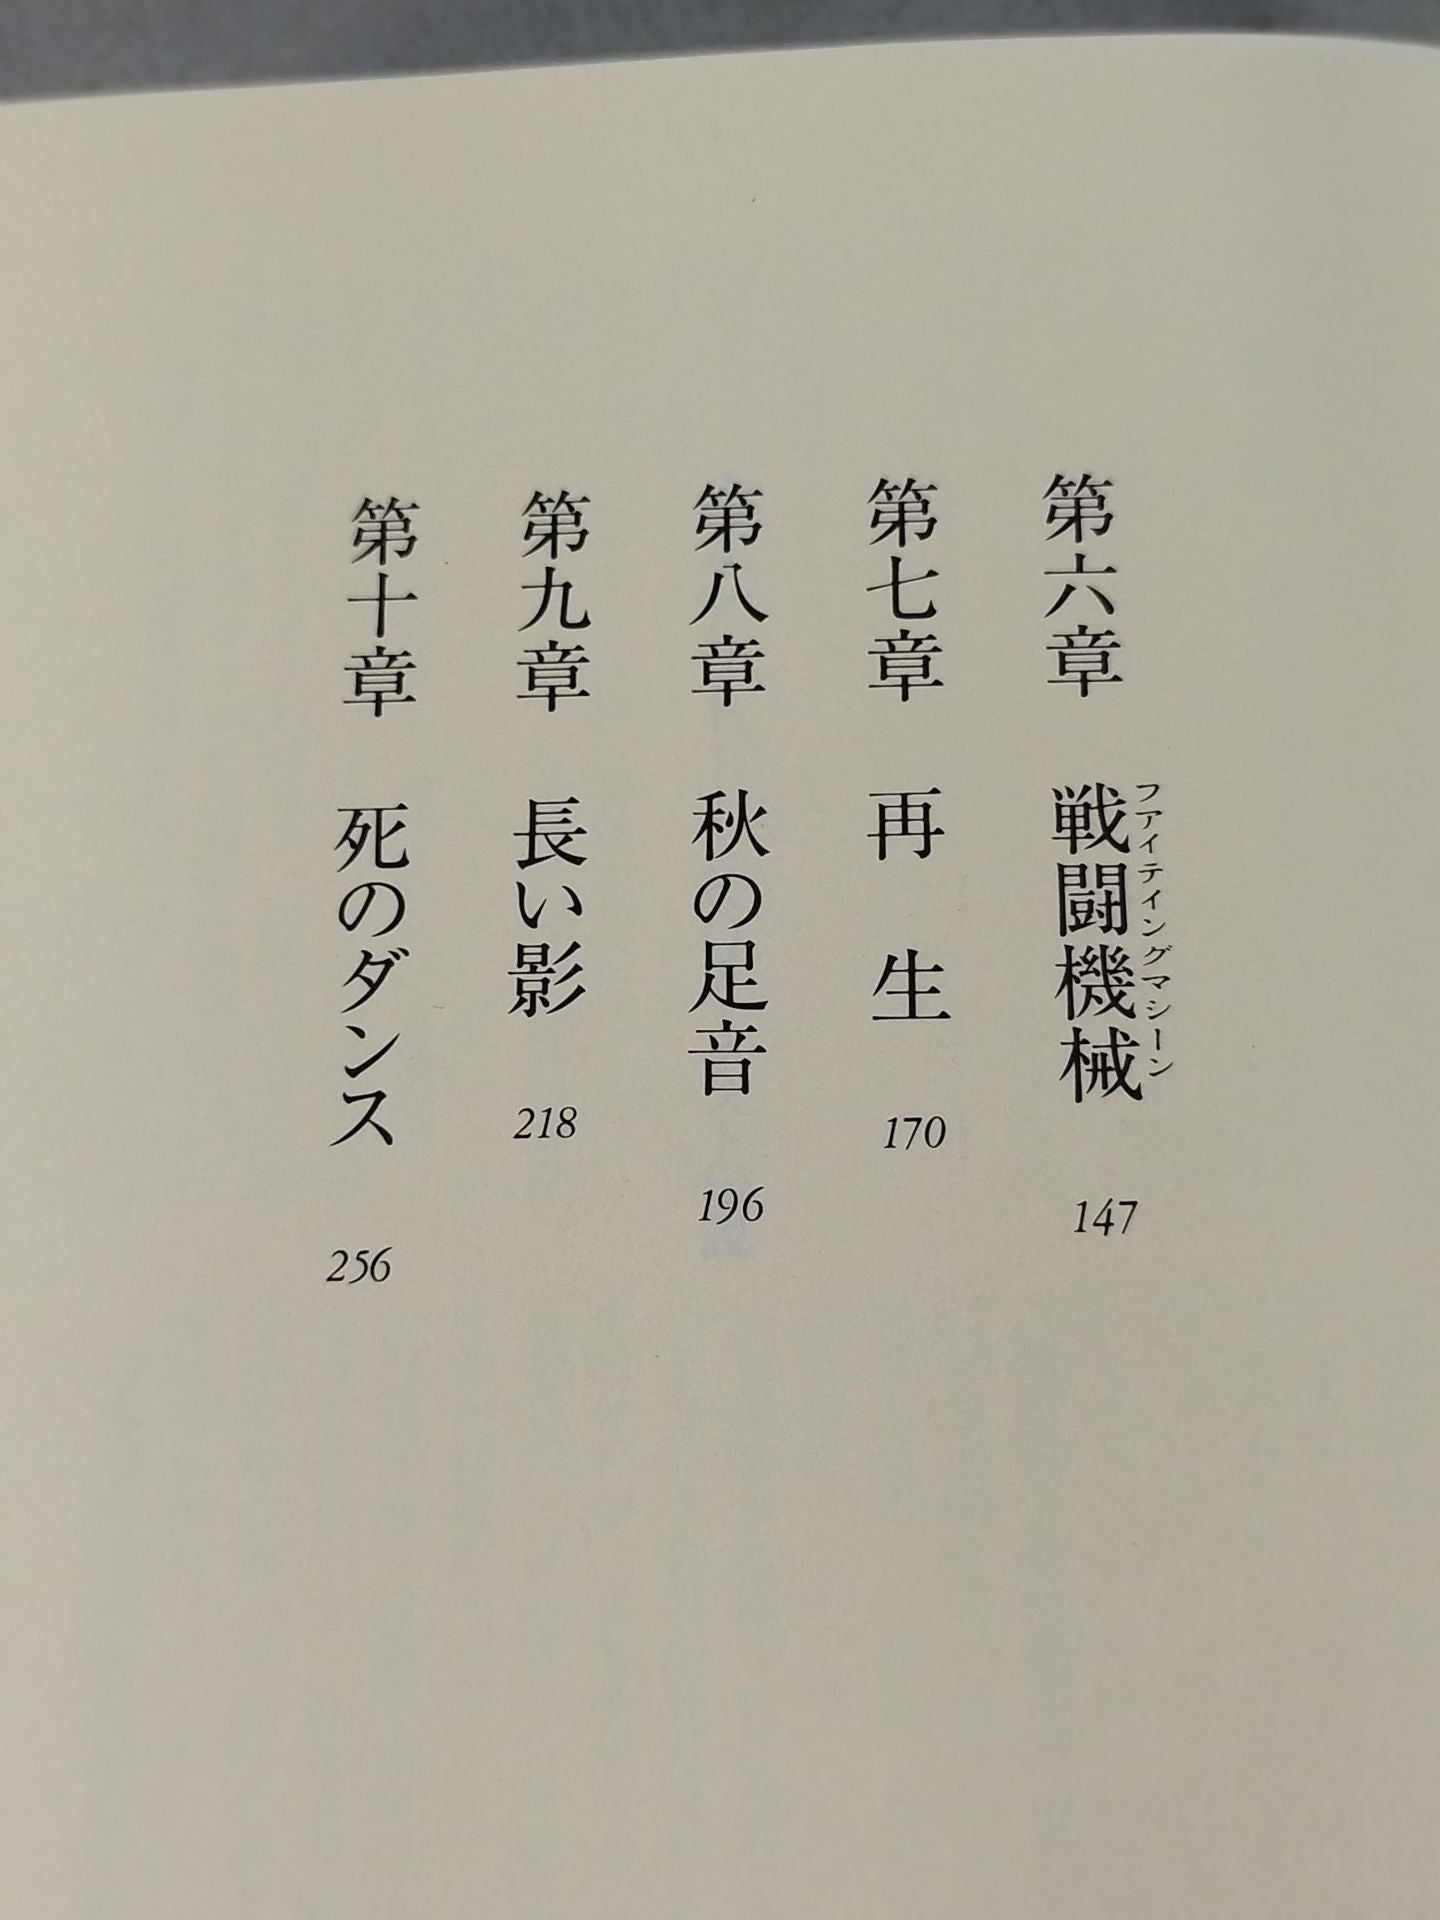 第六章　戦闘機械　147
ファイティングマシーン
第七章　再生　170
第八章　秋の足音　196
第九章　長い影　218
第十章　死のダンス　256